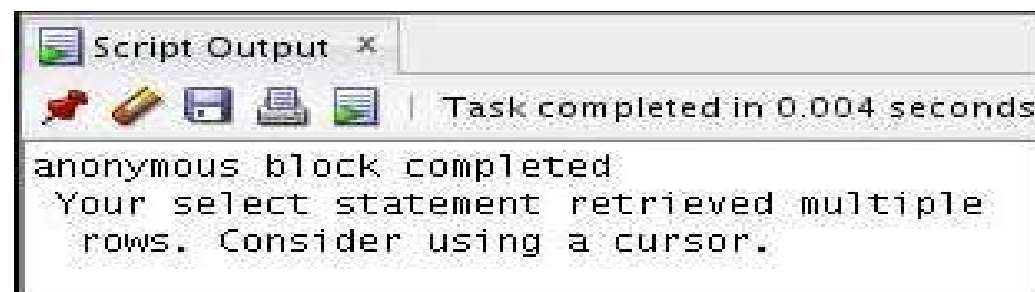 Script Output ×
Task completed in 0.004 seconds
anonymous block completed
Your select statement retrieved multiple
rows. Consider using a cursor.